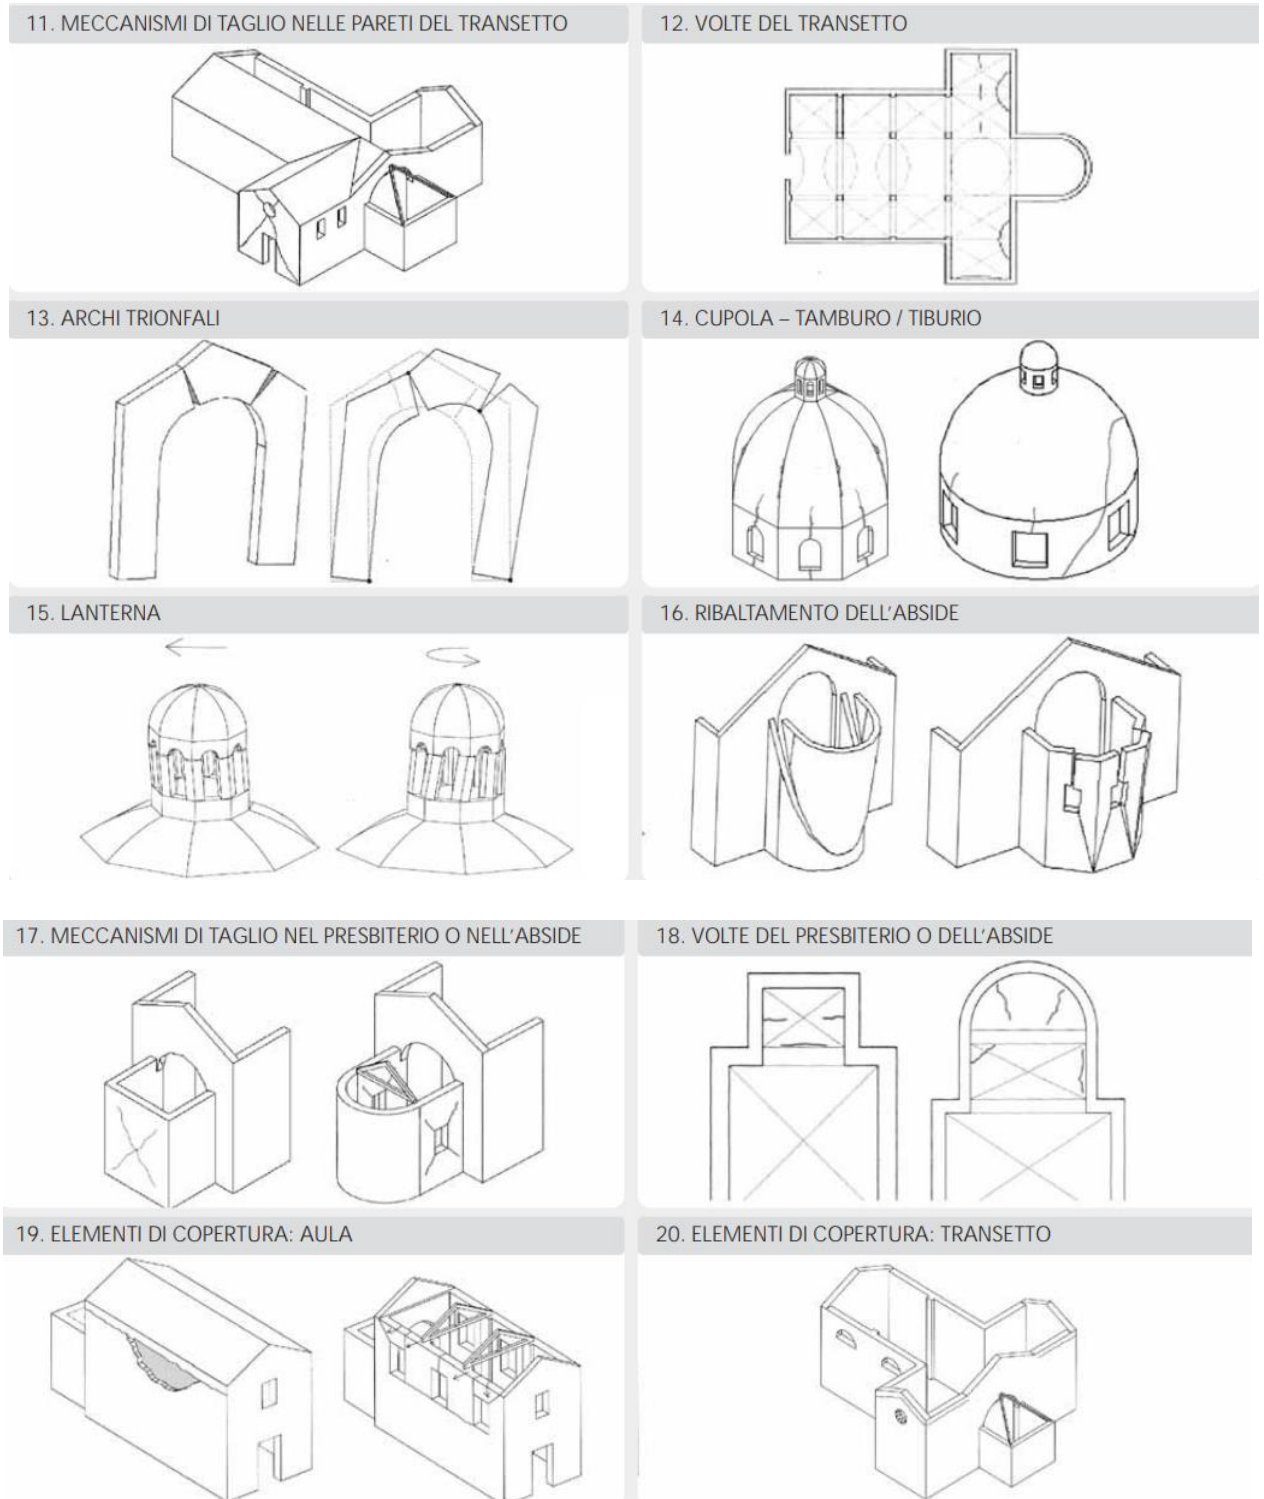 11. MECCANISMI DI TAGLIO NELLE PARETI DEL TRANSETTO
12. VOLTE DEL TRANSETTO
13. ARCHI TRIONFALI
14. CUPOLA – TAMBURO / TIBURIO
15. LANTERNA
16. RIBALTAMENTO DELL'ABSIDE
17. MECCANISMI DI TAGLIO NEL PRESBITERIO O NELL'ABSIDE
18. VOLTE DEL PRESBITERIO O DELL'ABSIDE
19. ELEMENTI DI COPERTURA: AULA
20. ELEMENTI DI COPERTURA: TRANSETTO